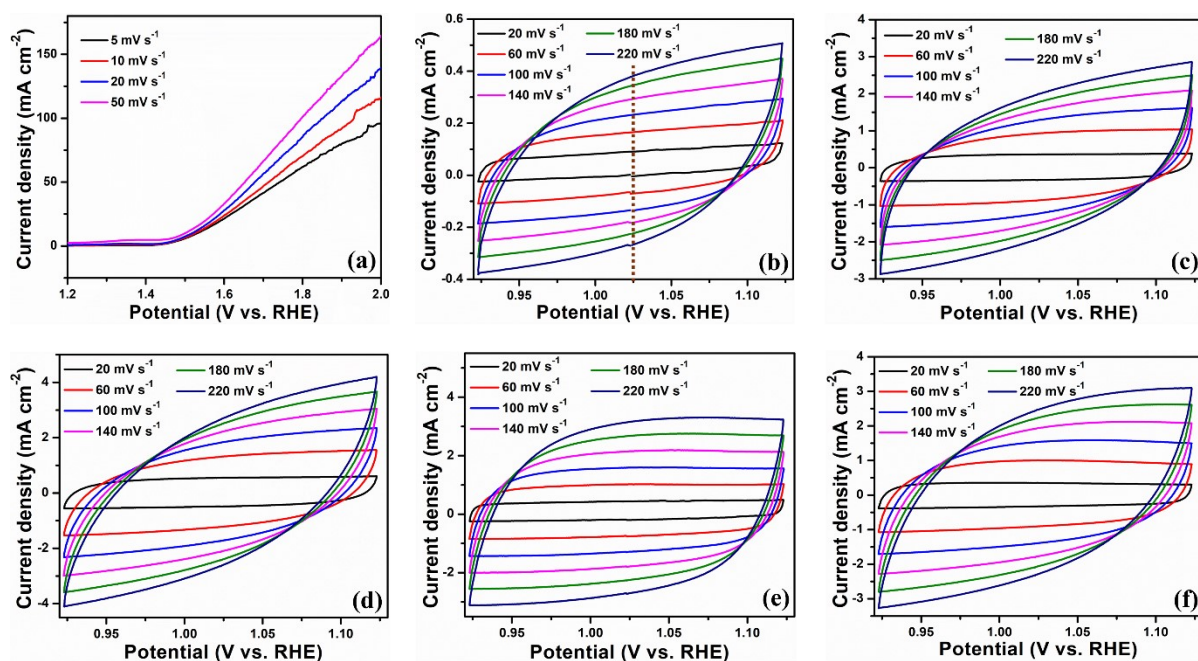 Current density (mA cm-2)
150
125
100
75
50
25
0
5 mV s-1
10 mV s-1
20 mV s-1
50 mV s-1
(a)
1.2 1.4 1.6 1.8 2.0
Potential (V vs. RHE)
Current density (mA cm-2)
0.6
0.4
0.2
0.0
-0.2
-0.4
20 mV s-1
60 mV s-1
100 mV s-1
140 mV s-1
180 mV s-1
220 mV s-1
(b)
0.95 1.00 1.05 1.10
Potential (V vs. RHE)
Current density (mA cm-2)
4
3
2
1
0
-1
-2
-3
20 mV s-1
60 mV s-1
100 mV s-1
140 mV s-1
180 mV s-1
220 mV s-1
(c)
0.95 1.00 1.05 1.10
Potential (V vs. RHE)
Current density (mA cm-2)
4
2
0
-2
-4
20 mV s-1
60 mV s-1
100 mV s-1
140 mV s-1
180 mV s-1
220 mV s-1
(d)
0.95 1.00 1.05 1.10
Potential (V vs. RHE)
Current density (mA cm-2)
4
2
0
-2
20 mV s-1
60 mV s-1
100 mV s-1
140 mV s-1
180 mV s-1
220 mV s-1
(e)
0.95 1.00 1.05 1.10
Potential (V vs. RHE)
Current density (mA cm-2)
3
2
1
0
-1
-2
-3
20 mV s-1
60 mV s-1
100 mV s-1
140 mV s-1
180 mV s-1
220 mV s-1
(f)
0.95 1.00 1.05 1.10
Potential (V vs. RHE)